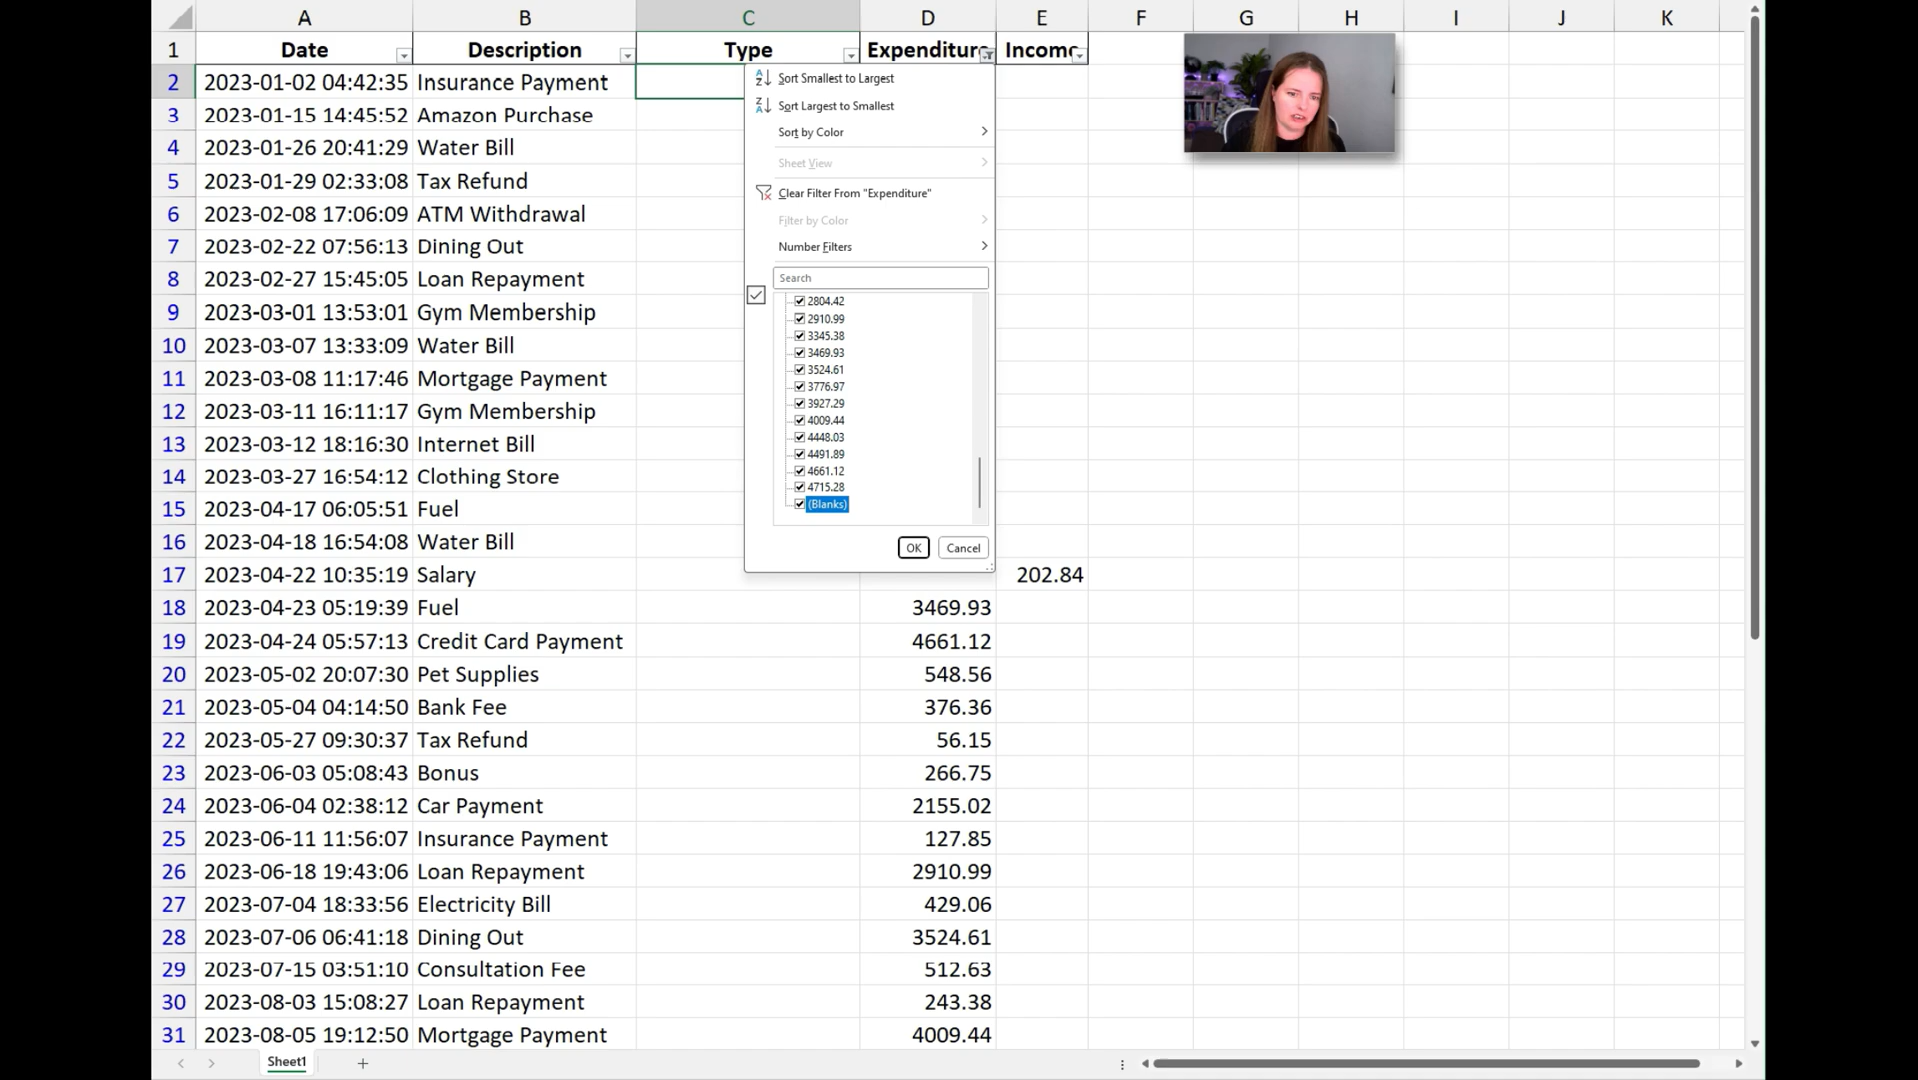 A B C D E F G H I J K
1 Date Description Type Expenditure Income
2 2023-01-02 04:42:35 Insurance Payment
3 2023-01-15 14:45:52 Amazon Purchase
4 2023-01-26 20:41:29 Water Bill
5 2023-01-29 02:33:08 Tax Refund
6 2023-02-08 17:06:09 ATM Withdrawal
7 2023-02-22 07:56:13 Dining Out
8 2023-02-27 15:45:05 Loan Repayment
9 2023-03-01 13:53:01 Gym Membership
10 2023-03-07 13:33:09 Water Bill
11 2023-03-08 11:17:46 Mortgage Payment
12 2023-03-11 16:11:17 Gym Membership
13 2023-03-12 18:16:30 Internet Bill
14 2023-03-27 16:54:12 Clothing Store
15 2023-04-17 06:05:51 Fuel
16 2023-04-18 16:54:08 Water Bill
17 2023-04-22 10:35:19 Salary 202.84
18 2023-04-23 05:19:39 Fuel 3469.93
19 2023-04-24 05:57:13 Credit Card Payment 4661.12
20 2023-05-02 20:07:30 Pet Supplies 548.56
21 2023-05-04 04:14:50 Bank Fee 376.36
22 2023-05-27 09:30:37 Tax Refund 56.15
23 2023-06-03 05:08:43 Bonus 266.75
24 2023-06-04 02:38:12 Car Payment 2155.02
25 2023-06-11 11:56:07 Insurance Payment 127.85
26 2023-06-18 19:43:06 Loan Repayment 2910.99
27 2023-07-04 18:33:56 Electricity Bill 429.06
28 2023-07-06 06:41:18 Dining Out 3524.61
29 2023-07-15 03:51:10 Consultation Fee 512.63
30 2023-08-03 15:08:27 Loan Repayment 243.38
31 2023-08-05 19:12:50 Mortgage Payment 4009.44
Sort Smallest to Largest
Sort Largest to Smallest
Sort by Color
Sheet View
Clear Filter From "Expenditure"
Filter by Color
Number Filters
Search
2804.42
2910.99
3345.38
3469.93
3524.61
3776.97
3927.29
4009.44
4448.03
4491.89
4661.12
4715.28
(Blanks)
OK Cancel
Sheet1